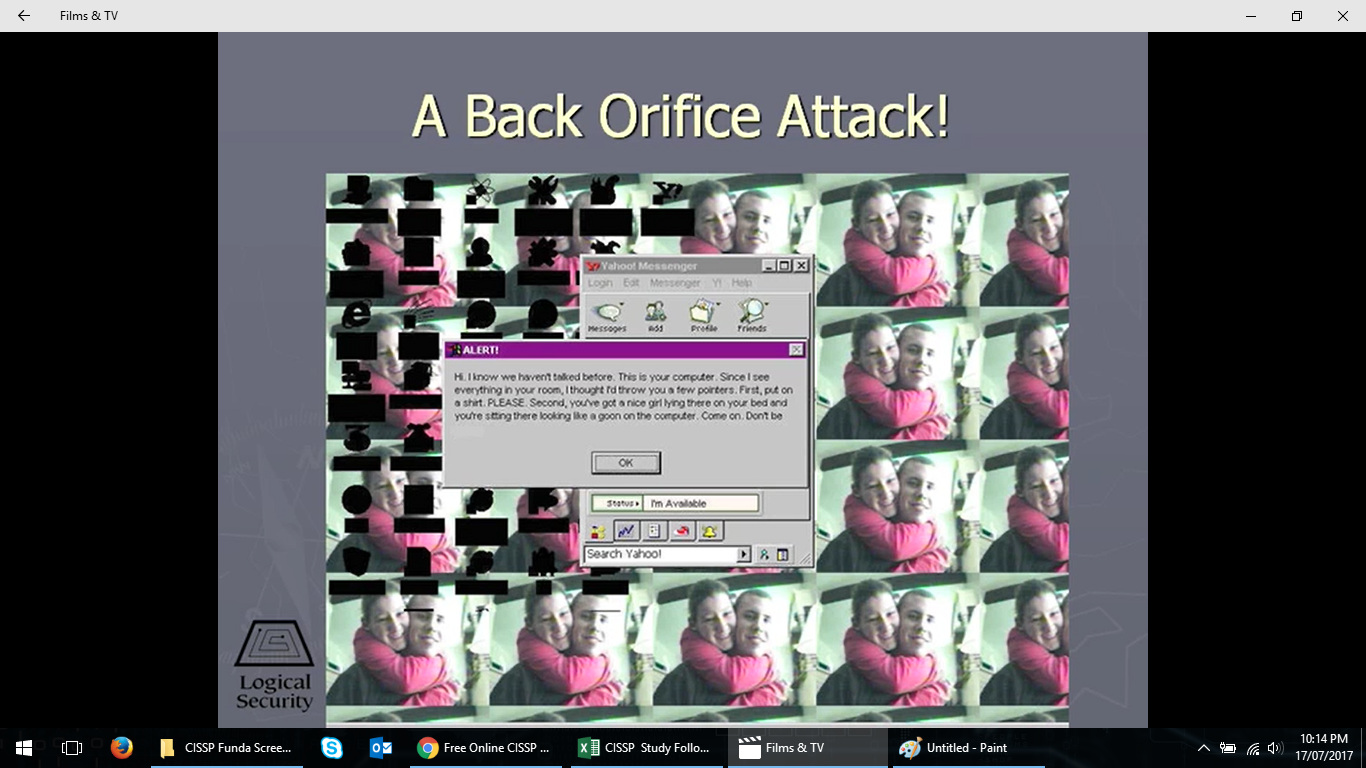 Films & TV
A Back Orifice Attack!
Yahoo! Messenger
Login Edit Messenger Y! Help
Messages Add Profile Friends
ALERT!
Hi. I know we haven't talked before. This is your computer. Since I see
everything in your room, I thought I'd throw you a few pointers. First, put on
a shirt. PLEASE. Second, you've got a nice girl lying there on your bed and
you're sitting there looking like a goon on the computer. Come on. Don't be
OK
Status I'm Available
Search Yahoo!
Logical
Security
CISSP Funda Scree...
Free Online CISSP ...
CISSP Study Follo...
Films & TV
Untitled - Paint
10:14 PM
17/07/2017